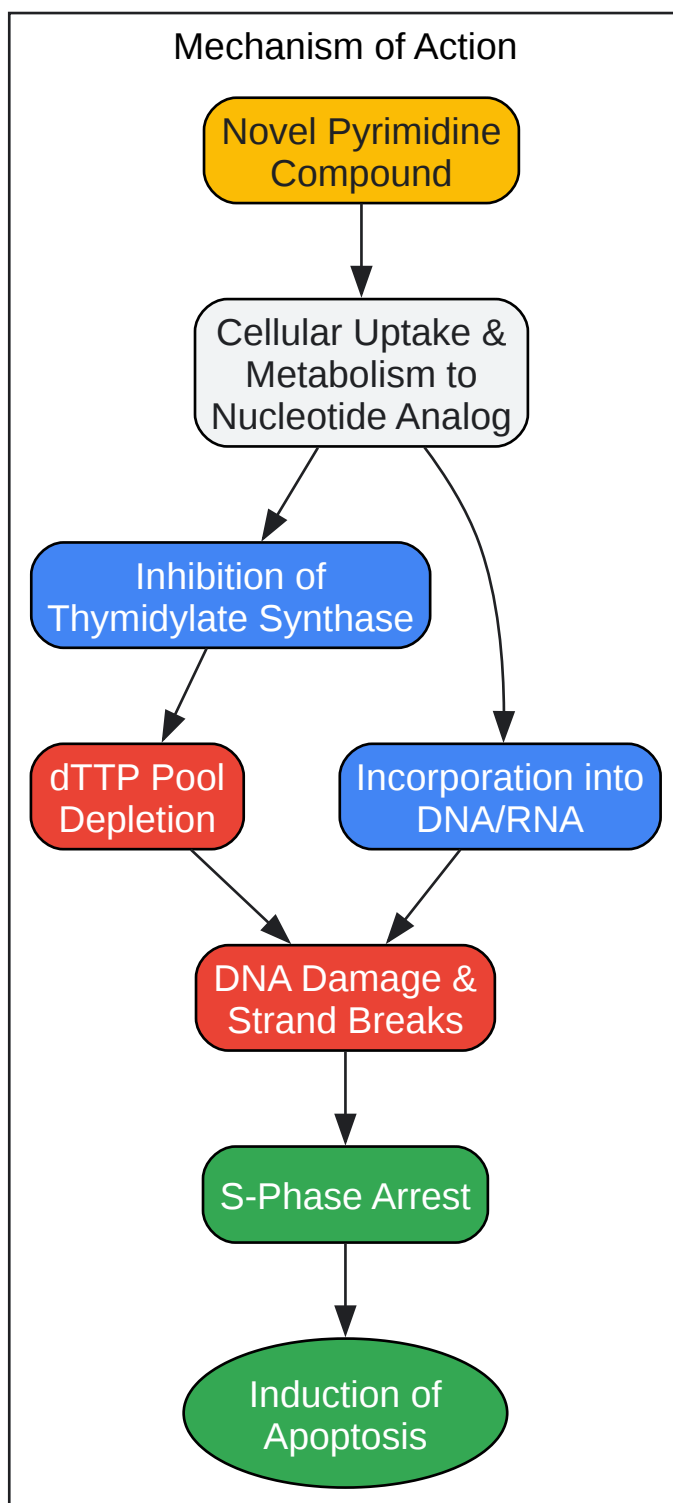 Mechanism of Action
Novel Pyrimidine
Compound
Cellular Uptake &
Metabolism to
Nucleotide Analog
Inhibition of
Thymidylate Synthase
dTTP Pool
Depletion
Incorporation into
DNA/RNA
DNA Damage &
Strand Breaks
S-Phase Arrest
Induction of
Apoptosis